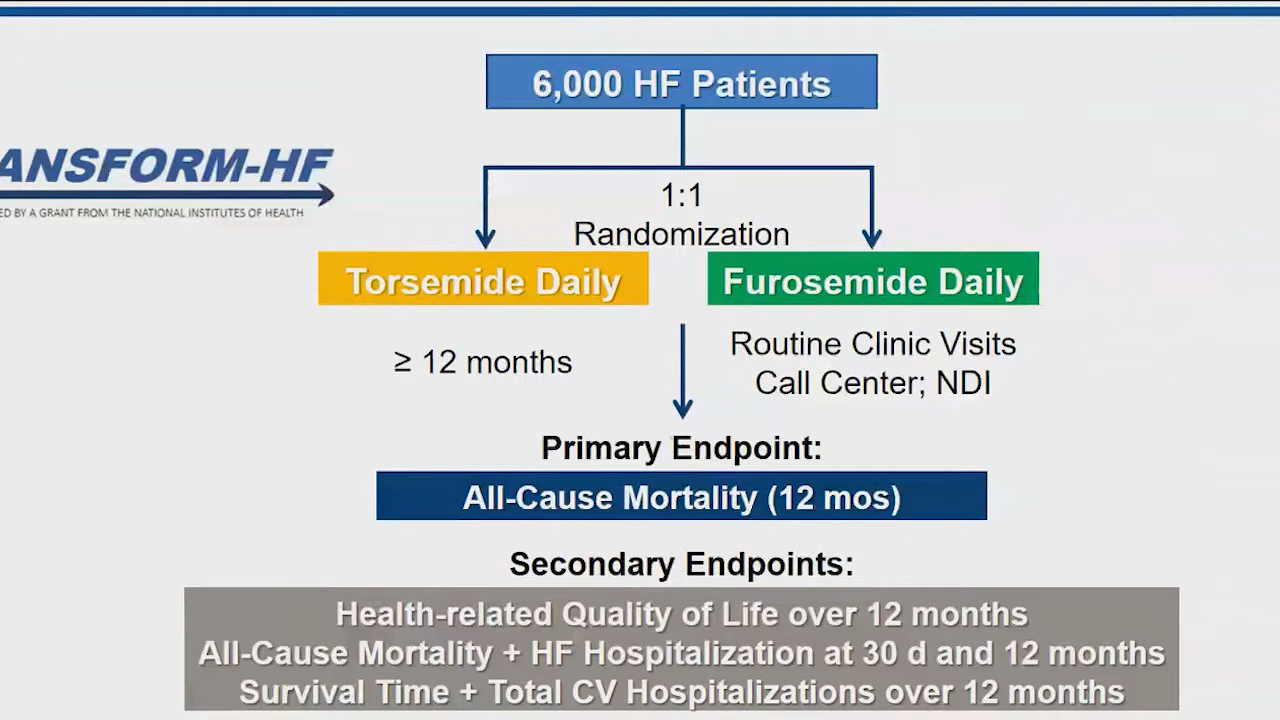 6,000 HF Patients
ANSFORM-HF
ED BY A GRANT FROM THE NATIONAL INSTITUTES OF HEALTH
1:1
Randomization
Torsemide Daily
Furosemide Daily
≥ 12 months
Routine Clinic Visits
Call Center; NDI
Primary Endpoint:
All-Cause Mortality (12 mos)
Secondary Endpoints:
Health-related Quality of Life over 12 months
All-Cause Mortality + HF Hospitalization at 30 d and 12 months
Survival Time + Total CV Hospitalizations over 12 months